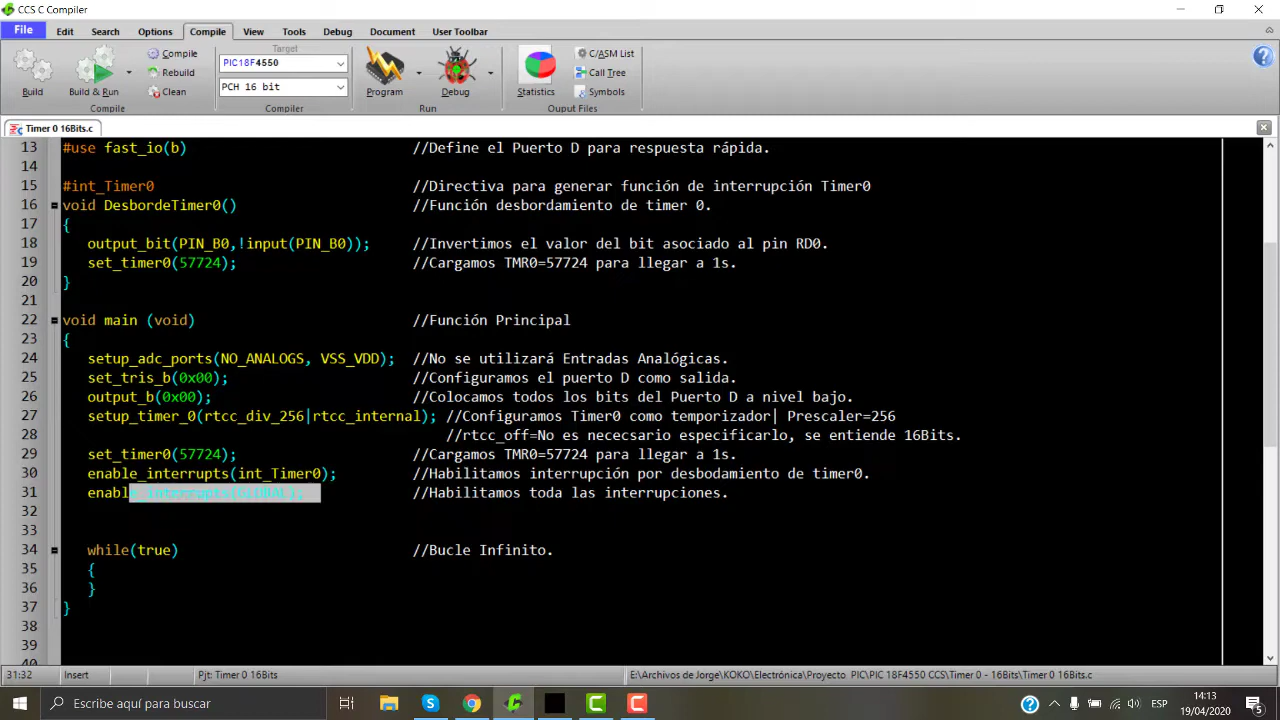 CCS C Compiler
File Edit Search Options Compile View Tools Debug Document User Toolbar
Target
Compile
Rebuild
Clean
PIC18F4550
PCH 16 bit
C/ASM List
Call Tree
Symbols
Build Build & Run Program Debug Statistics
Compile Compiler Run Ouput Files
Timer 0 16Bits.c
13 #use fast_io(b) //Define el Puerto D para respuesta rápida.
14
15 #int_Timer0 //Directiva para generar función de interrupción Timer0
16 void DesbordeTimer0() //Función desbordamiento de timer 0.
17 {
18 output_bit(PIN_B0,!input(PIN_B0)); //Invertimos el valor del bit asociado al pin RD0.
19 set_timer0(57724); //Cargamos TMR0=57724 para llegar a 1s.
20 }
21
22 void main (void) //Función Principal
23 {
24 setup_adc_ports(NO_ANALOGS, VSS_VDD); //No se utilizará Entradas Analógicas.
25 set_tris_b(0x00); //Configuramos el puerto D como salida.
26 output_b(0x00); //Colocamos todos los bits del Puerto D a nivel bajo.
27 setup_timer_0(rtcc_div_256|rtcc_internal); //Configuramos Timer0 como temporizador| Prescaler=256
28 //rtcc_off=No es nececsario especificarlo, se entiende 16Bits.
29 set_timer0(57724); //Cargamos TMR0=57724 para llegar a 1s.
30 enable_interrupts(int_Timer0); //Habilitamos interrupción por desbodamiento de timer0.
31 enable_interrupts(GLOBAL); //Habilitamos toda las interrupciones.
32
33
34 while(true) //Bucle Infinito.
35 {
36 }
37 }
38
39
40
31:32 Insert Pjt: Timer 0 16Bits E:\Archivos de Jorge\KOKO\Electrónica\Proyecto PIC\PIC 18F4550 CCS\Timer 0 - 16Bits\Timer 0 16Bits.c
Escribe aquí para buscar
ESP
14:13
19/04/2020
5